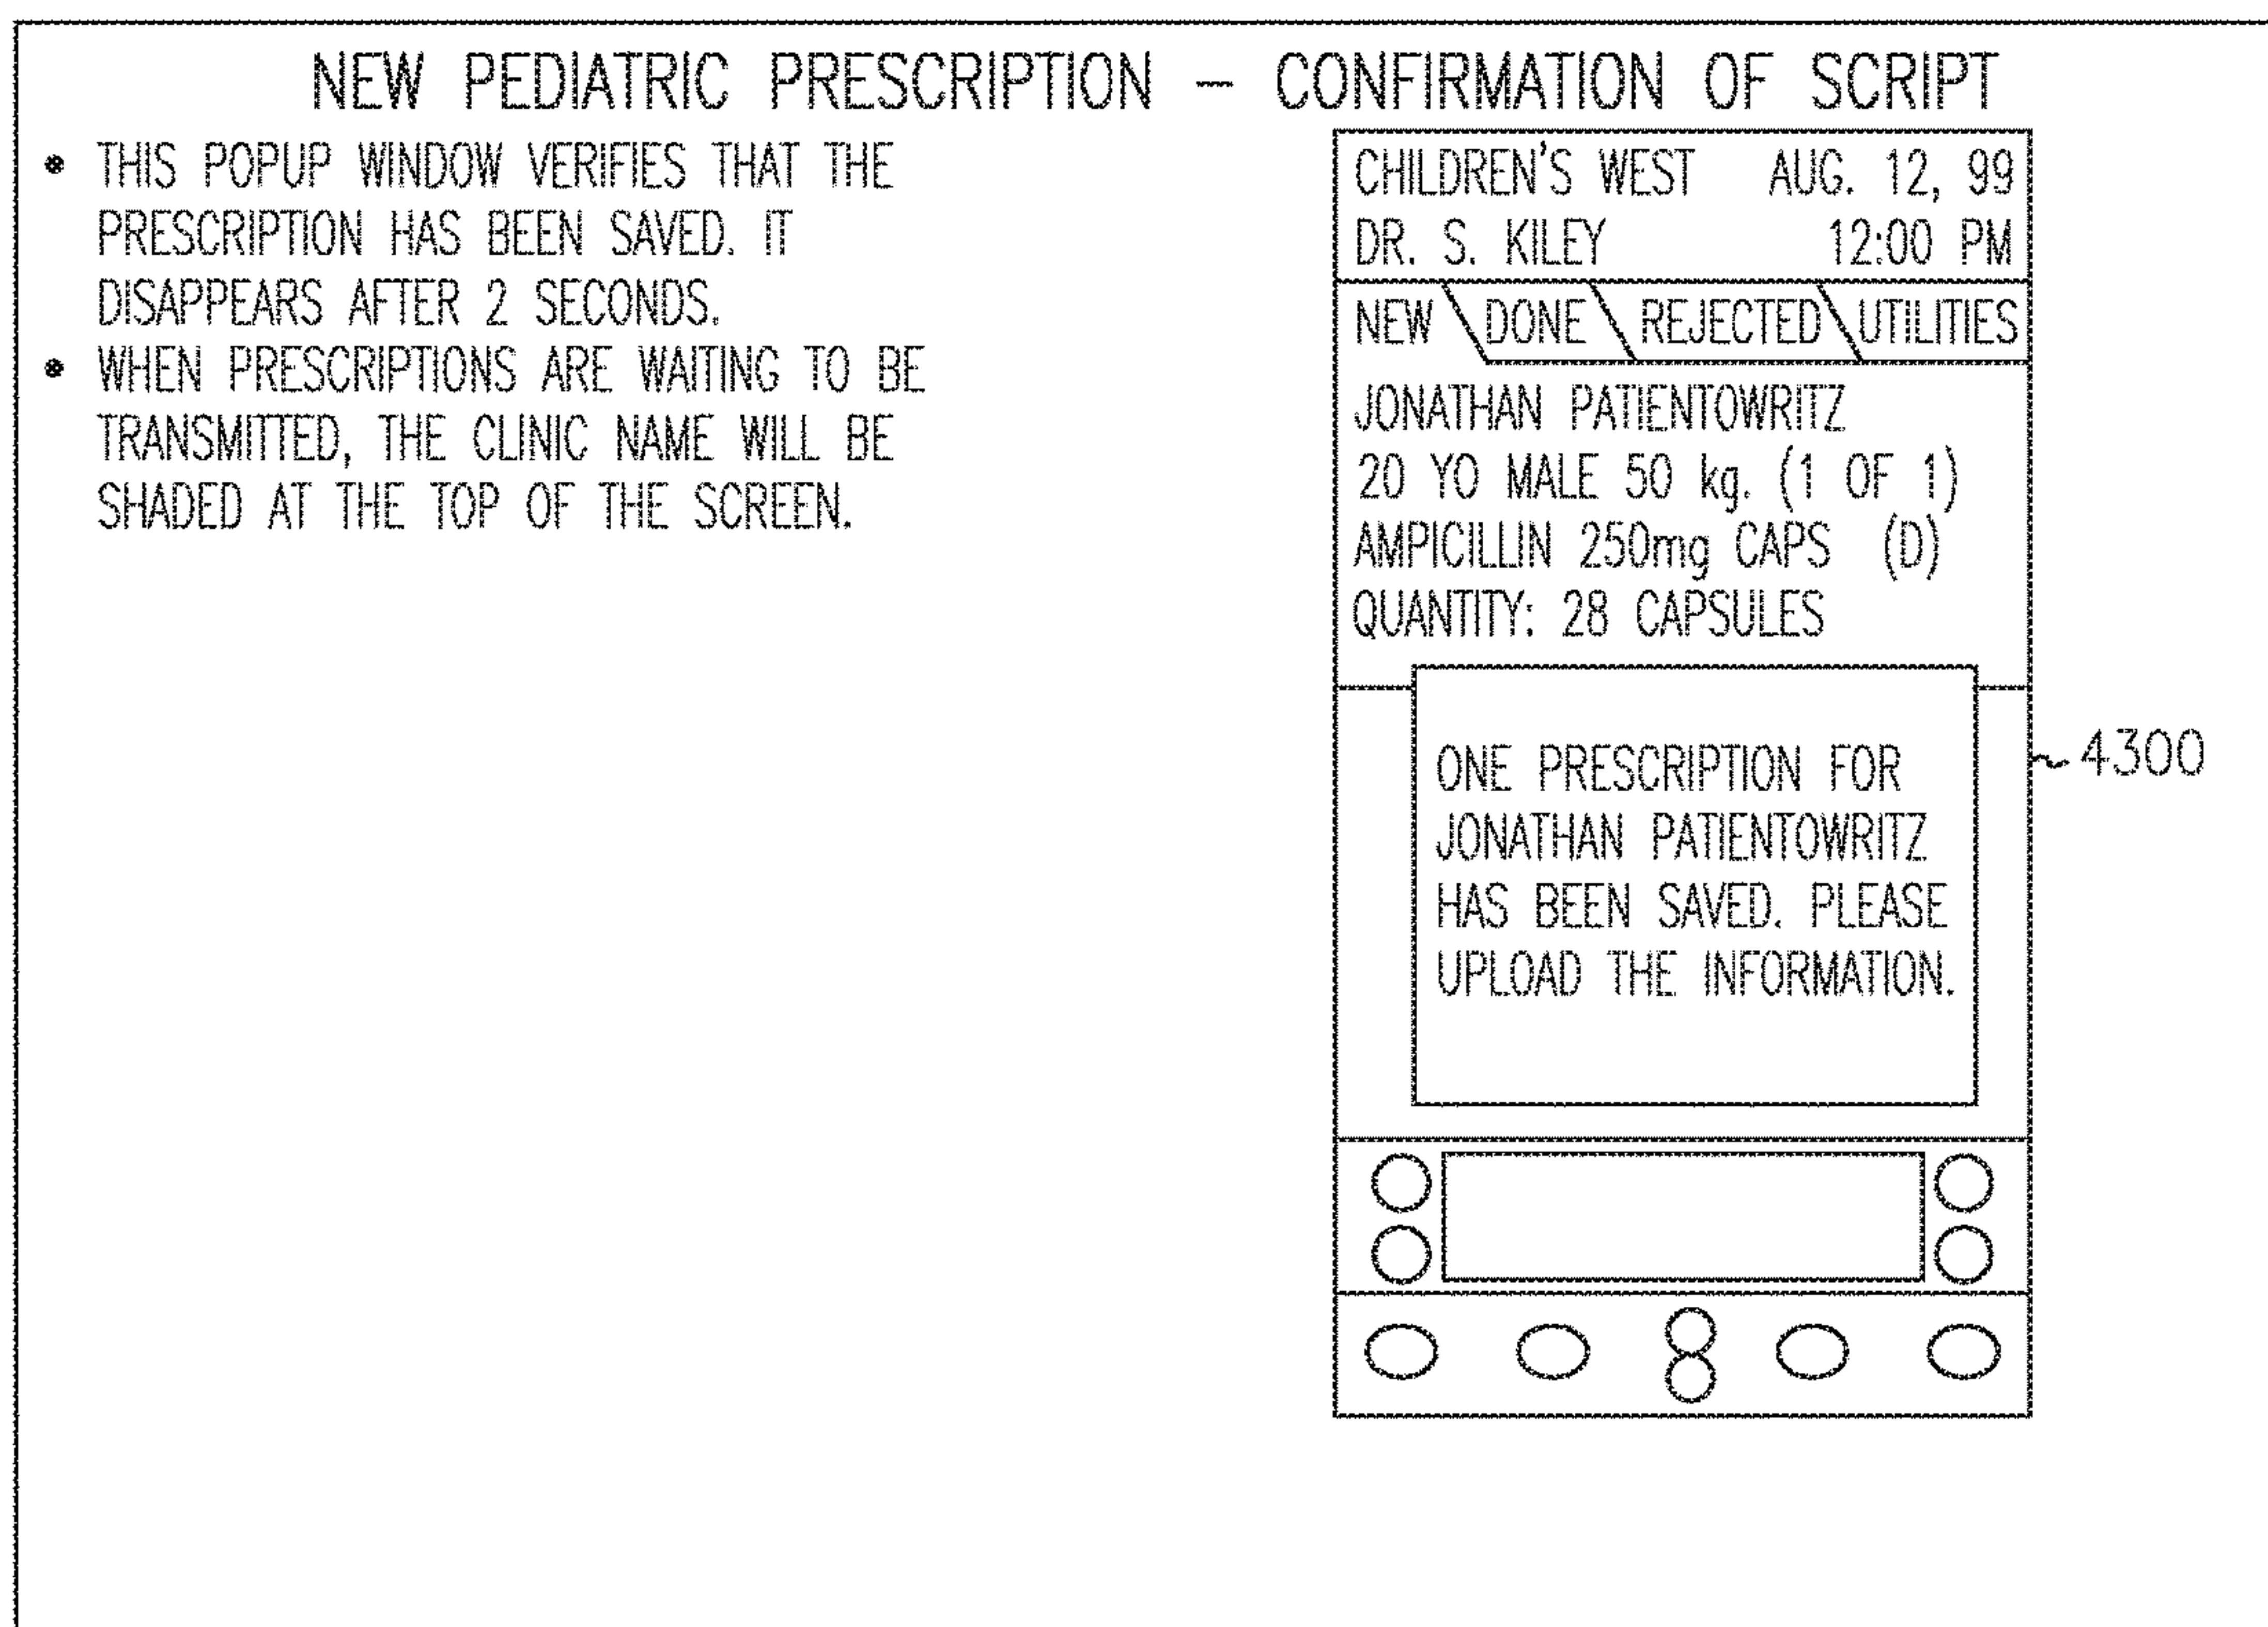 NEW PEDIATRIC PRESCRIPTION – CONFIRMATION OF SCRIPT
• THIS POPUP WINDOW VERIFIES THAT THE
PRESCRIPTION HAS BEEN SAVED. IT
DISAPPEARS AFTER 2 SECONDS.
• WHEN PRESCRIPTIONS ARE WAITING TO BE
TRANSMITTED, THE CLINIC NAME WILL BE
SHADED AT THE TOP OF THE SCREEN.
CHILDREN'S WEST AUG. 12, 99
DR. S. KILEY 12:00 PM
NEW DONE REJECTED UTILITIES
JONATHAN PATIENTOWRITZ
20 YO MALE 50 kg. (1 OF 1)
AMPICILLIN 250mg CAPS (D)
QUANTITY: 28 CAPSULES
ONE PRESCRIPTION FOR
JONATHAN PATIENTOWRITZ
HAS BEEN SAVED. PLEASE
UPLOAD THE INFORMATION.
4300